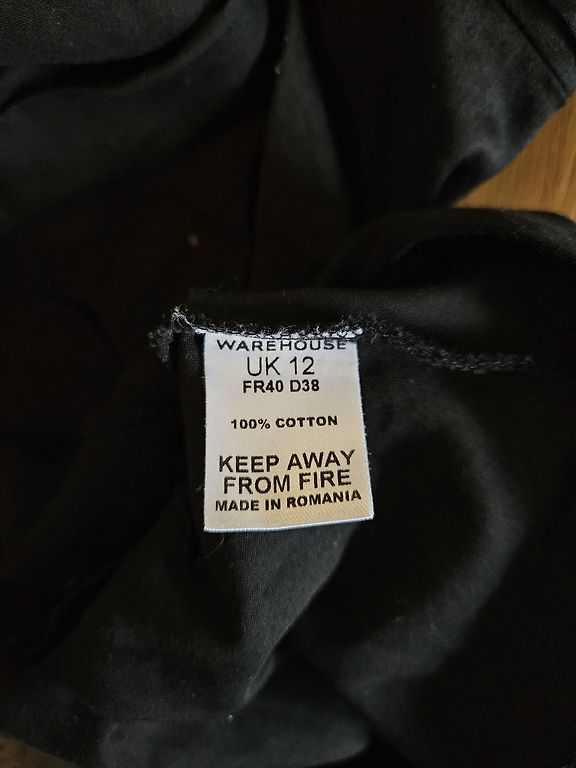 WAREHOUSE
UK 12
FR40 D38
100% COTTON
KEEP AWAY
FROM FIRE
MADE IN ROMANIA